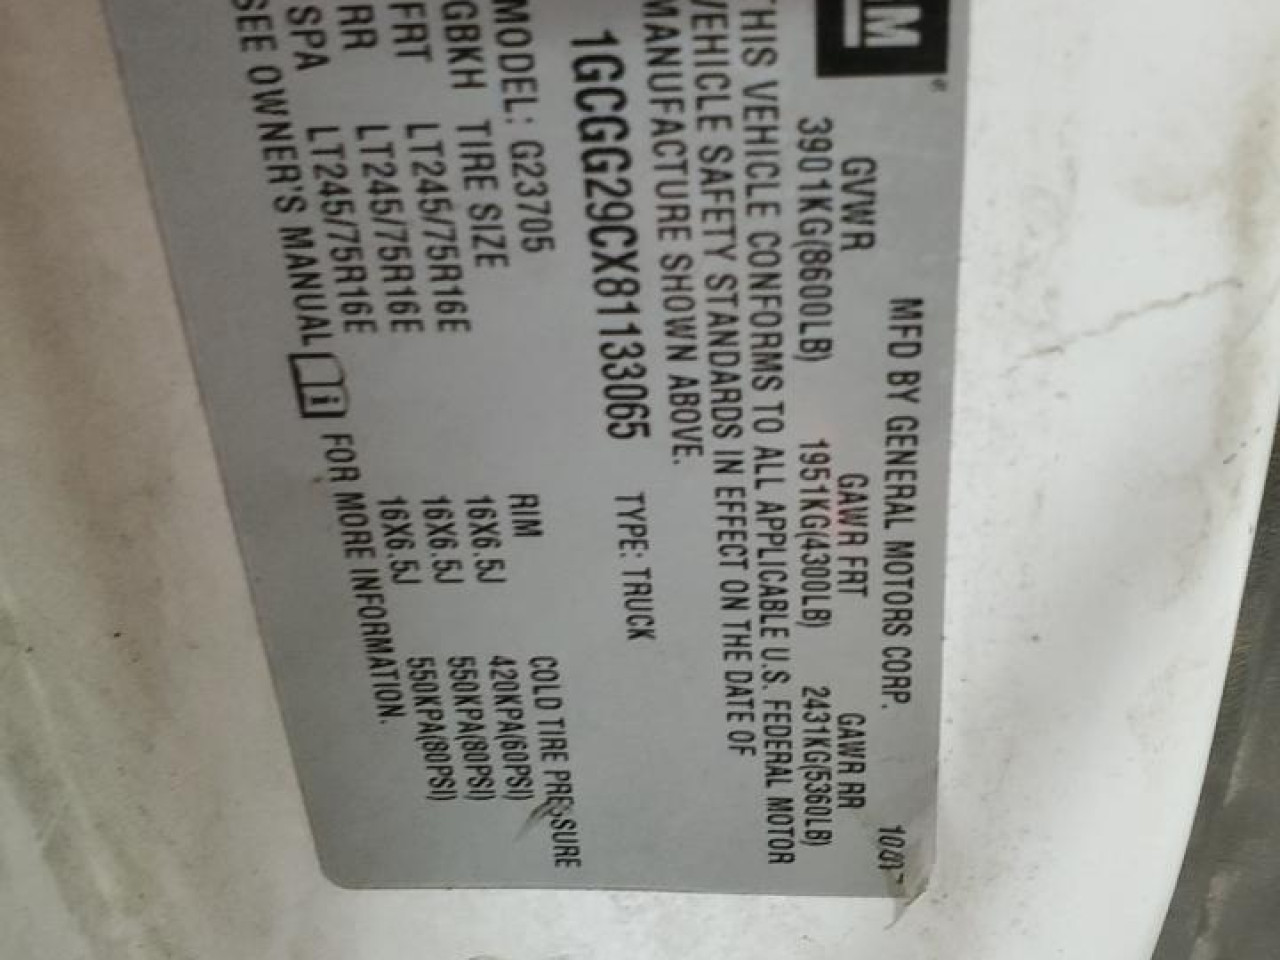 GM
MFD BY GENERAL MOTORS CORP.
GVWR GAWR FRT GAWR RR
3901KG(8600LB) 1951KG(4300LB) 2431KG(5360LB)
THIS VEHICLE CONFORMS TO ALL APPLICABLE U.S. FEDERAL MOTOR
VEHICLE SAFETY STANDARDS IN EFFECT ON THE DATE OF
MANUFACTURE SHOWN ABOVE.
1GCGG29CX81133065 TYPE: TRUCK
MODEL: G23705
GBKH TIRE SIZE RIM COLD TIRE PRESSURE
FRT LT245/75R16E 16X6.5J 420KPA(60PSI)
RR LT245/75R16E 16X6.5J 550KPA(80PSI)
SPA LT245/75R16E 16X6.5J 550KPA(80PSI)
SEE OWNER'S MANUAL i FOR MORE INFORMATION.